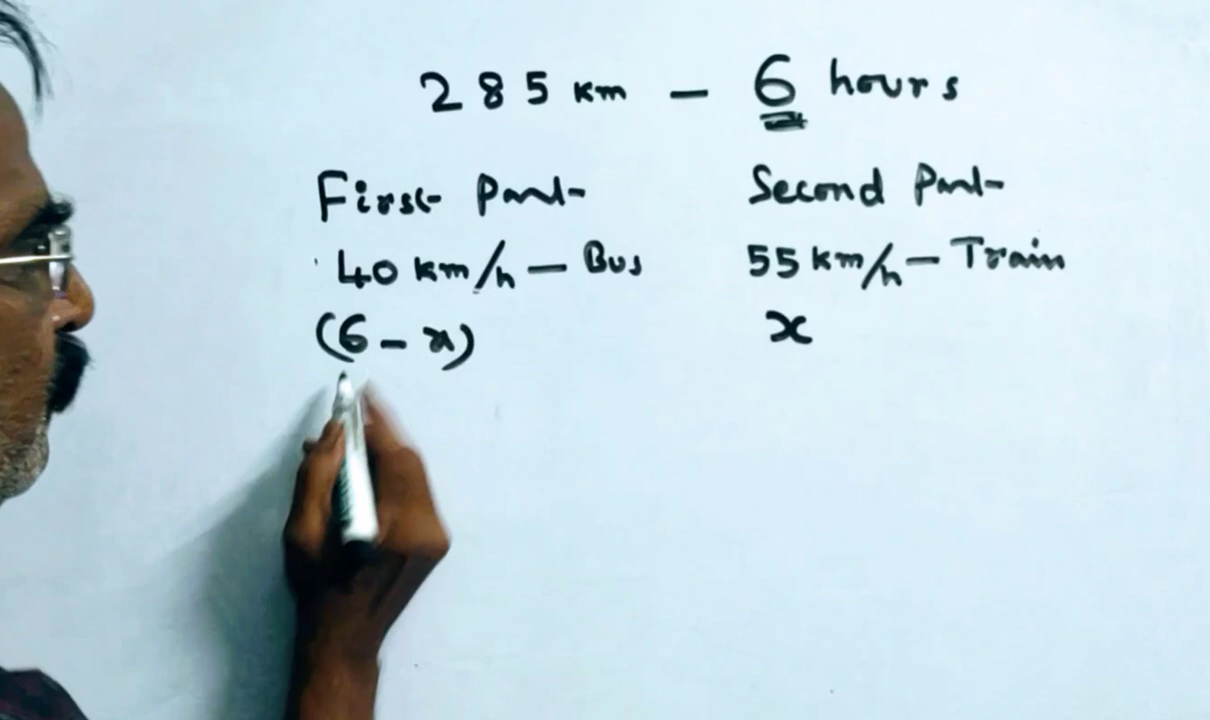 285 km - 6 hours
First Part Second Part
40 km/h - Bus 55 km/h - Train
(6 - x) x